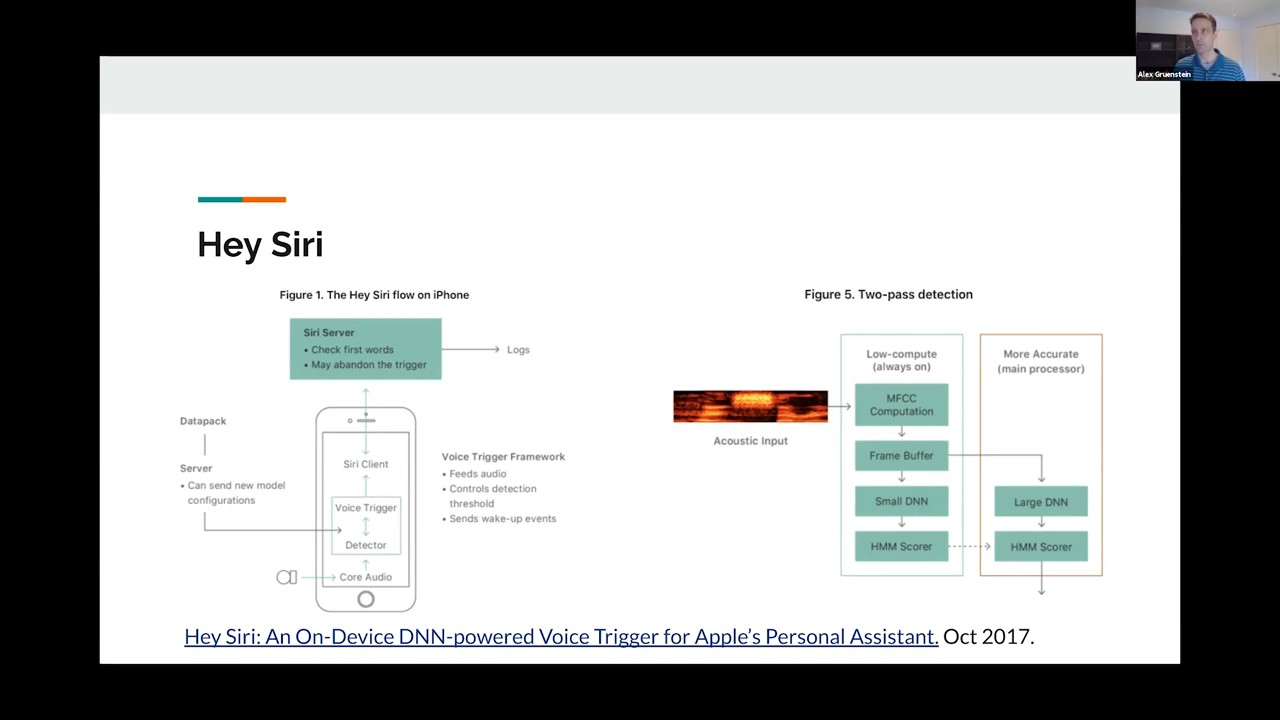 Alex Gruenstein
Hey Siri
Figure 1. The Hey Siri flow on iPhone
Siri Server
• Check first words
• May abandon the trigger
Logs
Datapack
Server
• Can send new model
configurations
Siri Client
Voice Trigger
Detector
Core Audio
Voice Trigger Framework
• Feeds audio
• Controls detection
threshold
• Sends wake-up events
Figure 5. Two-pass detection
Acoustic Input
Low-compute
(always on)
MFCC
Computation
Frame Buffer
Small DNN
HMM Scorer
More Accurate
(main processor)
Large DNN
HMM Scorer
Hey Siri: An On-Device DNN-powered Voice Trigger for Apple’s Personal Assistant. Oct 2017.